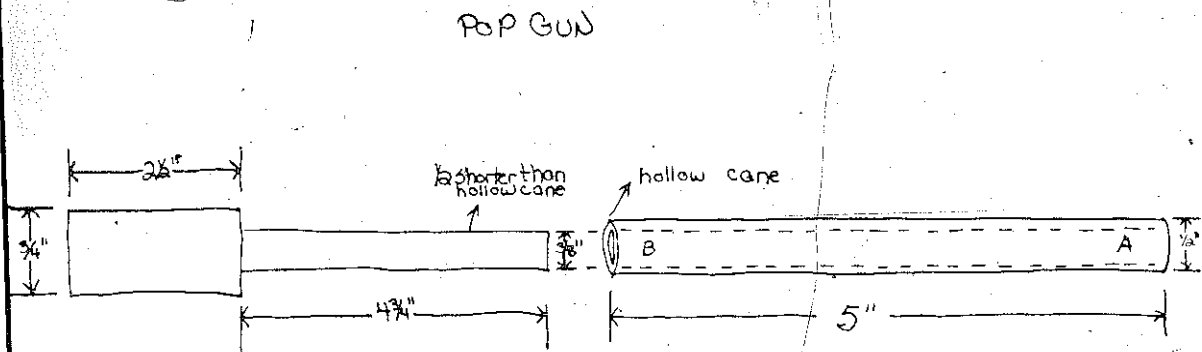 POP GUN
2½"
½ shorter than
hollow cane
hollow cane
¾"
⅜"
B
A
½"
4¾"
5"